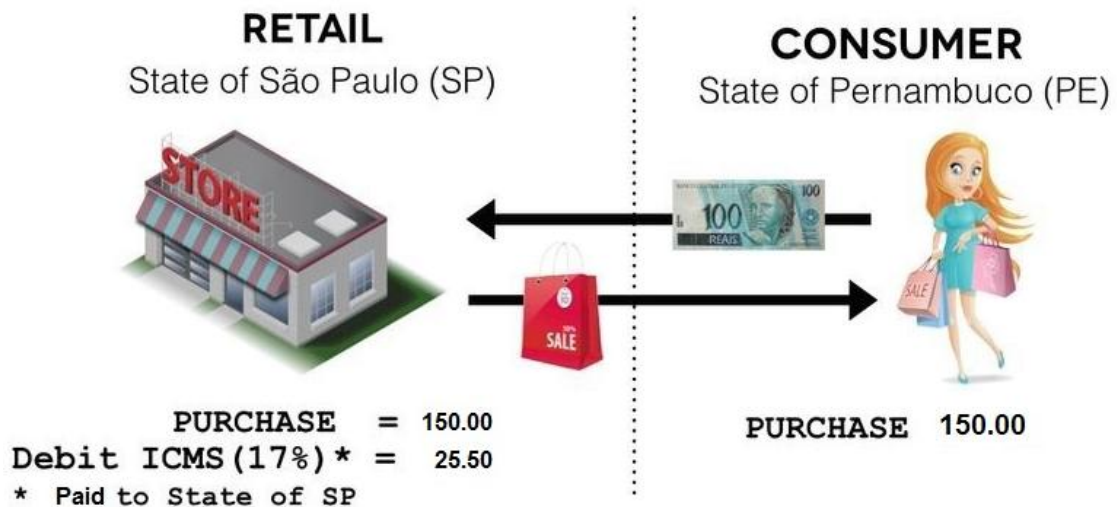 RETAIL
State of São Paulo (SP)
CONSUMER
State of Pernambuco (PE)
STORE
100
100
REAIS
SALE
50%
SALE
PURCHASE = 150.00
Debit ICMS(17%)* = 25.50
* Paid to State of SP
PURCHASE 150.00